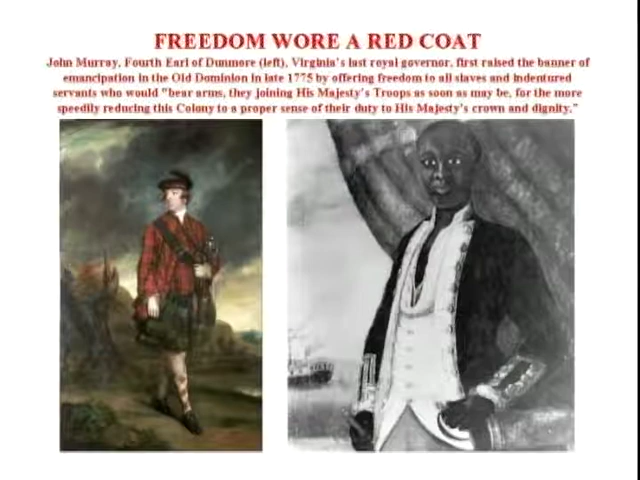 FREEDOM WORE A RED COAT
John Murray, Fourth Earl of Dunmore (left), Virginia's last royal governor, first raised the banner of
emancipation in the Old Dominion in late 1775 by offering freedom to all slaves and indentured
servants who would "bear arms, they joining His Majesty's Troops as soon as may be, for the more
speedily reducing this Colony to a proper sense of their duty to His Majesty's crown and dignity."